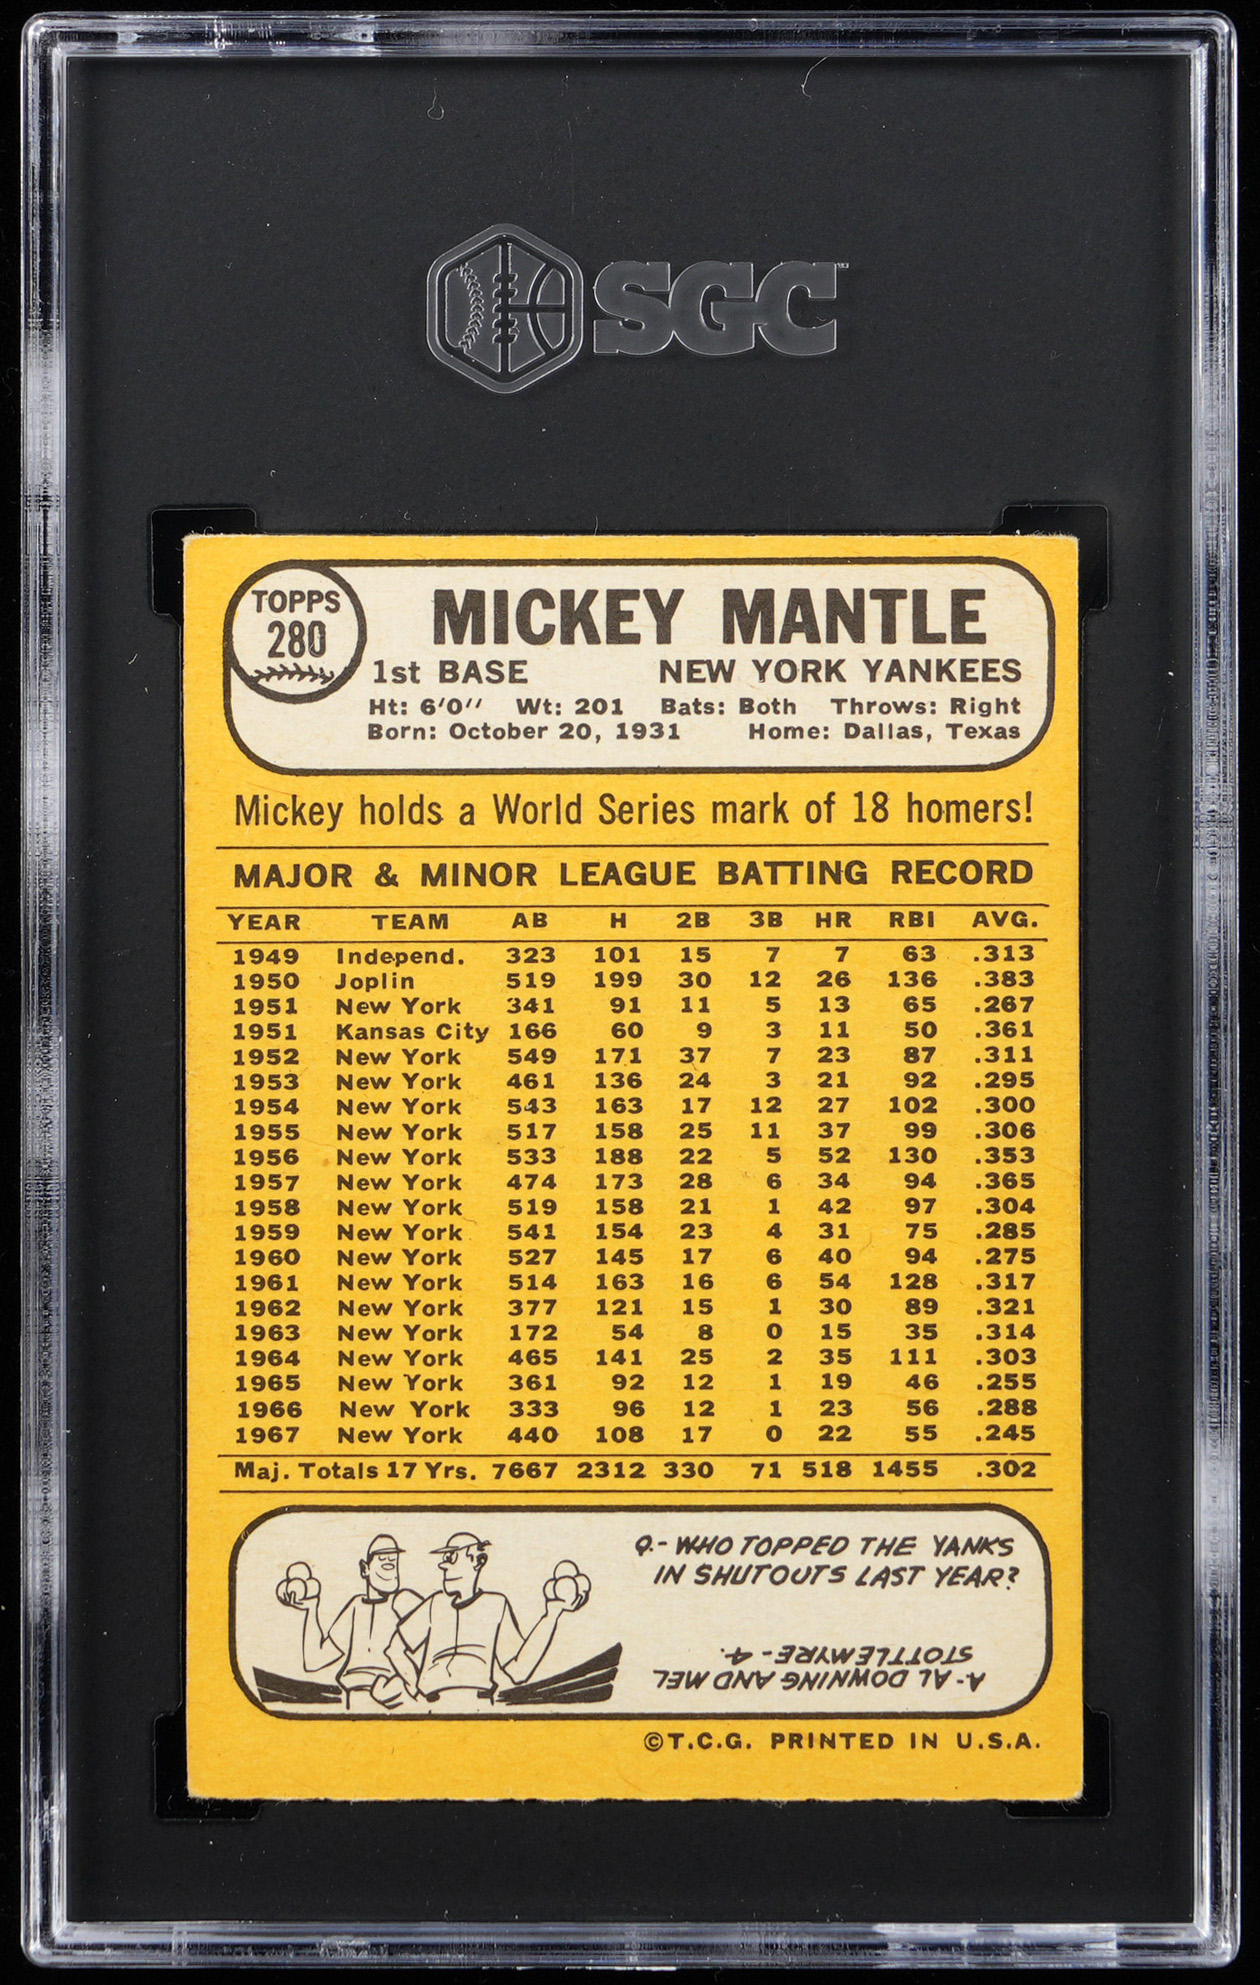 SGC
TOPPS
280
MICKEY MANTLE
1st BASE NEW YORK YANKEES
Ht: 6'0" Wt: 201 Bats: Both Throws: Right
Born: October 20, 1931 Home: Dallas, Texas
Mickey holds a World Series mark of 18 homers!
MAJOR & MINOR LEAGUE BATTING RECORD
YEAR TEAM AB H 2B 3B HR RBI AVG.
1949 Independ. 323 101 15 7 7 63 .313
1950 Joplin 519 199 30 12 26 136 .383
1951 New York 341 91 11 5 13 65 .267
1951 Kansas City 166 60 9 3 11 50 .361
1952 New York 549 171 37 7 23 87 .311
1953 New York 461 136 24 3 21 92 .295
1954 New York 543 163 17 12 27 102 .300
1955 New York 517 158 25 11 37 99 .306
1956 New York 533 188 22 5 52 130 .353
1957 New York 474 173 28 6 34 94 .365
1958 New York 519 158 21 1 42 97 .304
1959 New York 541 154 23 4 31 75 .285
1960 New York 527 145 17 6 40 94 .275
1961 New York 514 163 16 6 54 128 .317
1962 New York 377 121 15 1 30 89 .321
1963 New York 172 54 8 0 15 35 .314
1964 New York 465 141 25 2 35 111 .303
1965 New York 361 92 12 1 19 46 .255
1966 New York 333 96 12 1 23 56 .288
1967 New York 440 108 17 0 22 55 .245
Maj. Totals 17 Yrs. 7667 2312 330 71 518 1455 .302
Q.- WHO TOPPED THE YANKS
IN SHUTOUTS LAST YEAR?
A- AL DOWNING AND MEL
STOTTLEMYRE - 4.
©T.C.G. PRINTED IN U.S.A.